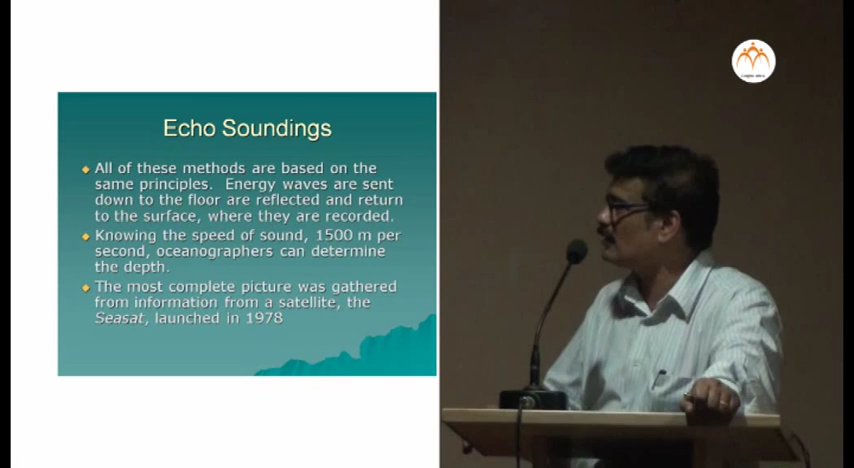 Echo Soundings
All of these methods are based on the
same principles. Energy waves are sent
down to the floor are reflected and return
to the surface, where they are recorded.
Knowing the speed of sound, 1500 m per
second, oceanographers can determine
the depth.
The most complete picture was gathered
from information from a satellite, the
Seasat, launched in 1978